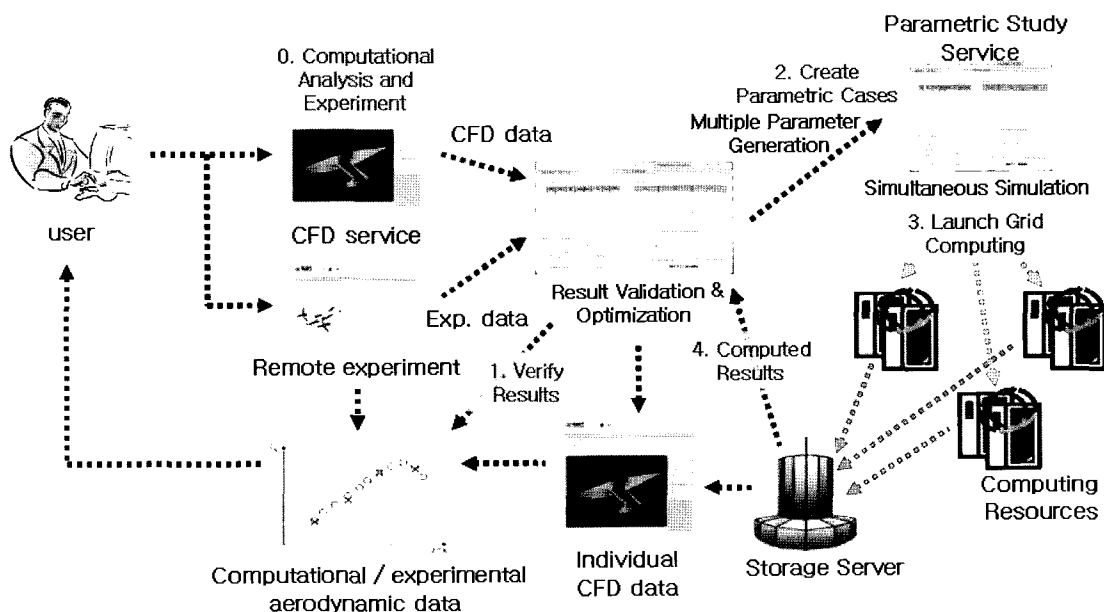 Parametric Study
Service
0. Computational
Analysis and
Experiment
2. Create
Parametric Cases
Multiple Parameter
Generation
CFD data
Simultaneous Simulation
user
CFD service
3. Launch Grid
Computing
Exp. data
Result Validation &
Optimization
Remote experiment
1. Verify
Results
4. Computed
Results
Computing
Resources
Individual
CFD data
Storage Server
Computational / experimental
aerodynamic data